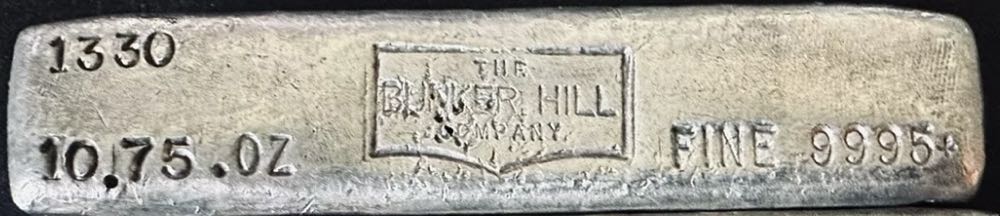 1330
THE
BUNKER HILL
COMPANY
10.75.OZ
FINE 9995+